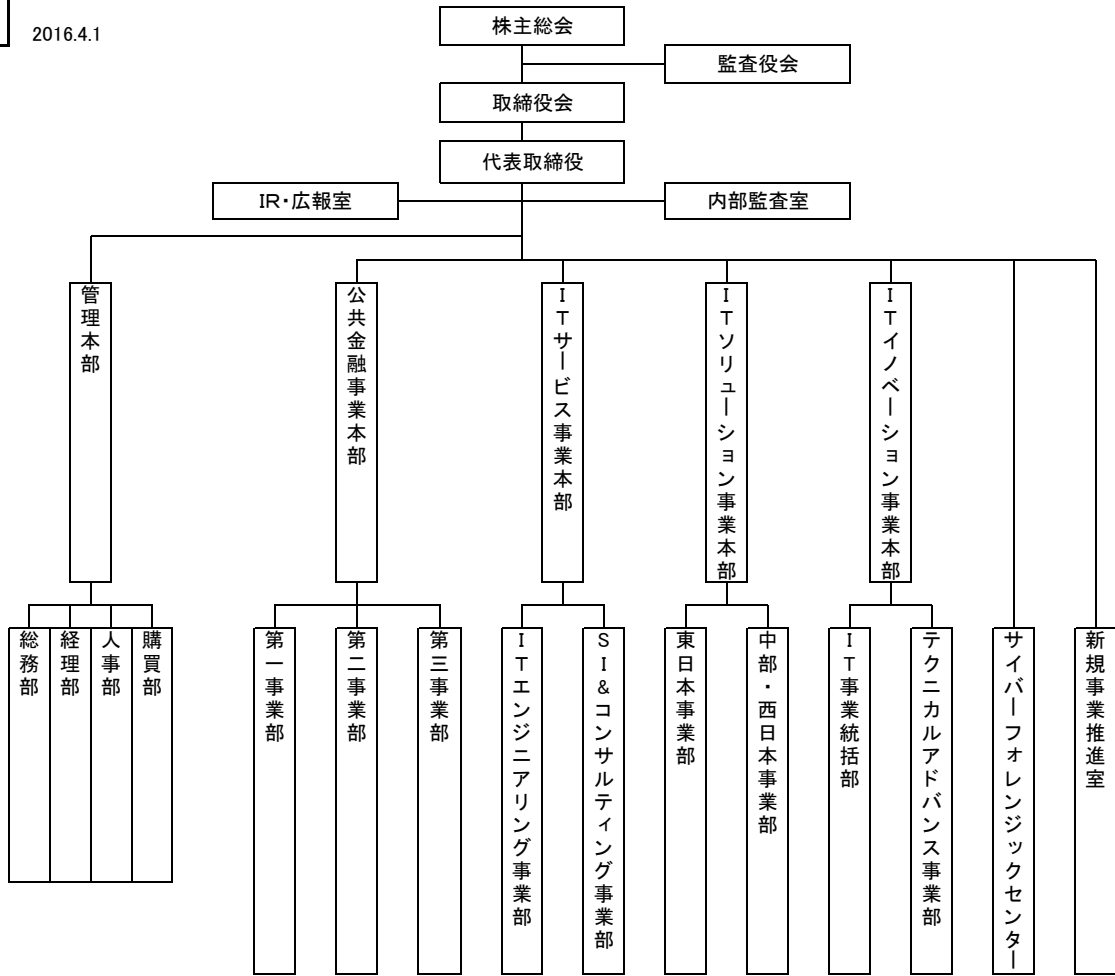 2016.4.1
株主総会
監査役会
取締役会
代表取締役
IR・広報室
内部監査室
管理本部
公共金融事業本部
ITサービス事業本部
ITソリューション事業本部
ITイノベーション事業本部
総務部
経理部
人事部
購買部
第一事業部
第二事業部
第三事業部
ITエンジニアリング事業部
SI&コンサルティング事業部
東日本事業部
中部・西日本事業部
IT事業統括部
テクニカルアドバンス事業部
サイバーフォレンジックセンター
新規事業推進室